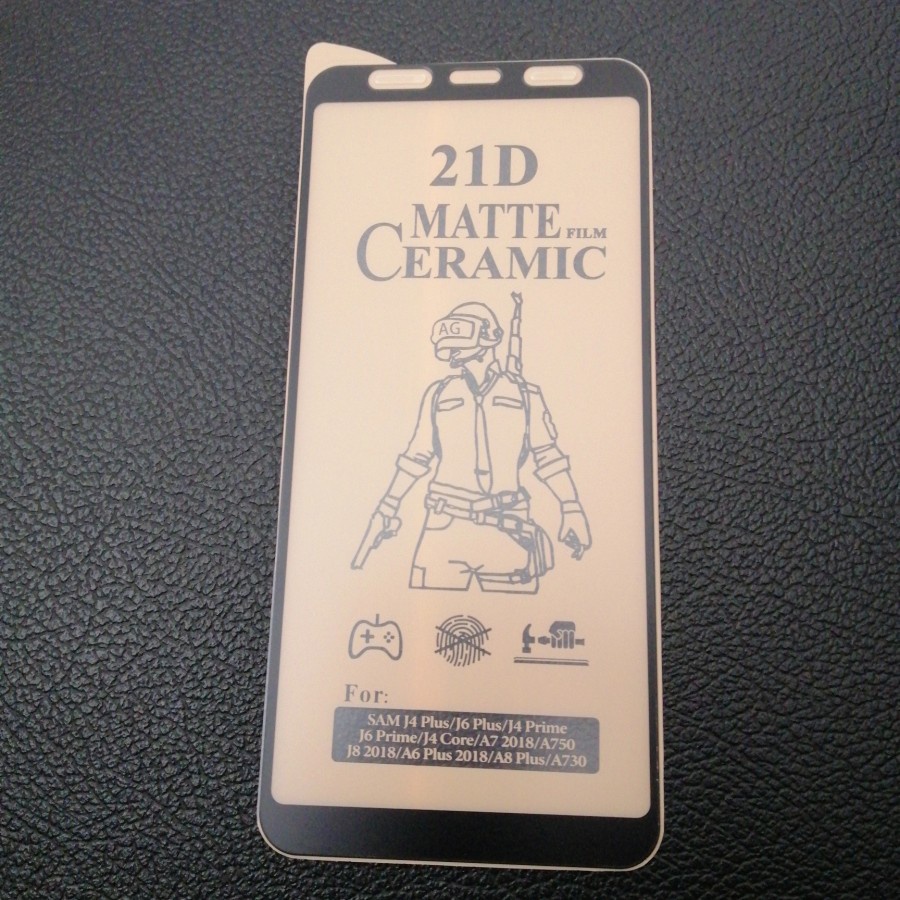 21D
MATTE FILM
CERAMIC
AG
For:
SAM J4 Plus/J6 Plus/J4 Prime
J6 Prime/J4 Core/A7 2018/A750
J8 2018/A6 Plus 2018/A8 Plus/A730